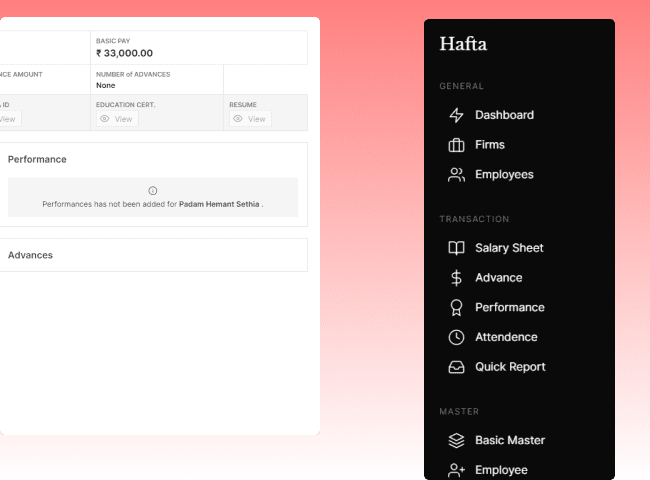 BASIC PAY
₹ 33,000.00
NCE AMOUNT
NUMBER of ADVANCES
None
ID
EDUCATION CERT.
RESUME
View
View
View
Performance
Performances has not been added for Padam Hemant Sethia .
Advances
Hafta
GENERAL
Dashboard
Firms
Employees
TRANSACTION
Salary Sheet
Advance
Performance
Attendence
Quick Report
MASTER
Basic Master
Employee